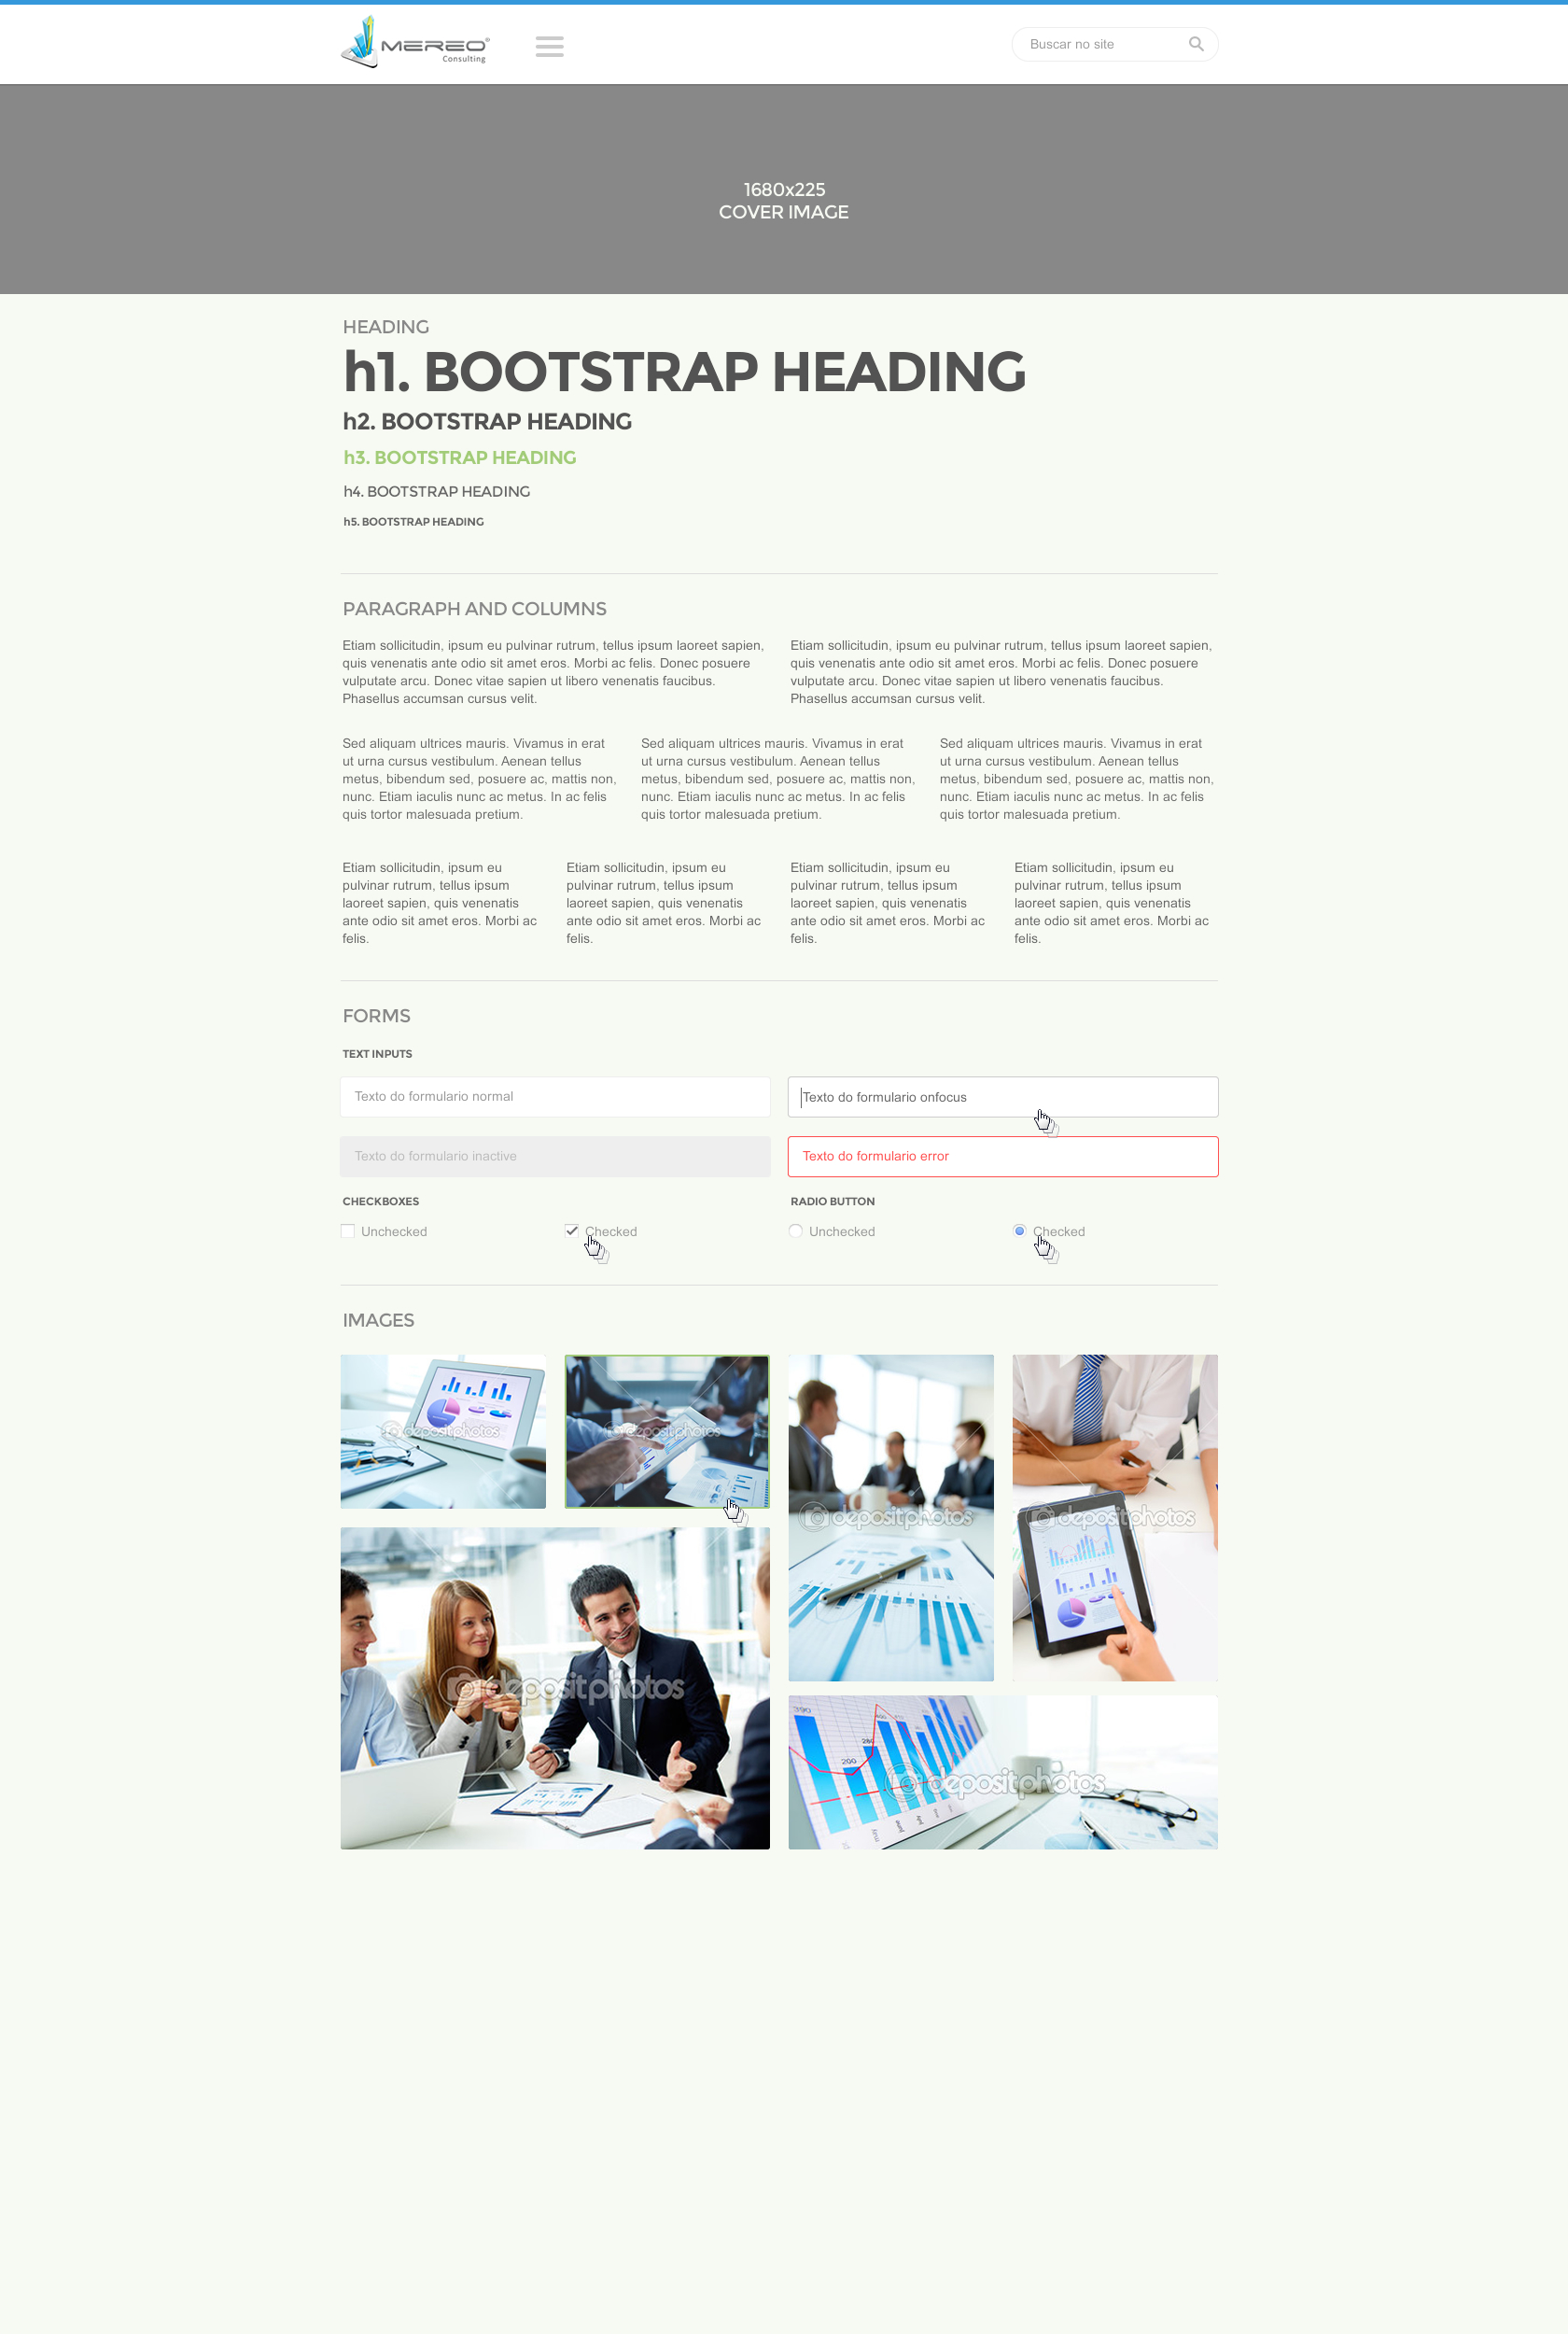 MEREO®
Consulting
Buscar no site
1680x225
COVER IMAGE
HEADING
h1. BOOTSTRAP HEADING
h2. BOOTSTRAP HEADING
h3. BOOTSTRAP HEADING
h4. BOOTSTRAP HEADING
h5. BOOTSTRAP HEADING
PARAGRAPH AND COLUMNS
Etiam sollicitudin, ipsum eu pulvinar rutrum, tellus ipsum laoreet sapien,
quis venenatis ante odio sit amet eros. Morbi ac felis. Donec posuere
vulputate arcu. Donec vitae sapien ut libero venenatis faucibus.
Phasellus accumsan cursus velit.
Etiam sollicitudin, ipsum eu pulvinar rutrum, tellus ipsum laoreet sapien,
quis venenatis ante odio sit amet eros. Morbi ac felis. Donec posuere
vulputate arcu. Donec vitae sapien ut libero venenatis faucibus.
Phasellus accumsan cursus velit.
Sed aliquam ultrices mauris. Vivamus in erat
ut urna cursus vestibulum. Aenean tellus
metus, bibendum sed, posuere ac, mattis non,
nunc. Etiam iaculis nunc ac metus. In ac felis
quis tortor malesuada pretium.
Sed aliquam ultrices mauris. Vivamus in erat
ut urna cursus vestibulum. Aenean tellus
metus, bibendum sed, posuere ac, mattis non,
nunc. Etiam iaculis nunc ac metus. In ac felis
quis tortor malesuada pretium.
Sed aliquam ultrices mauris. Vivamus in erat
ut urna cursus vestibulum. Aenean tellus
metus, bibendum sed, posuere ac, mattis non,
nunc. Etiam iaculis nunc ac metus. In ac felis
quis tortor malesuada pretium.
Etiam sollicitudin, ipsum eu
pulvinar rutrum, tellus ipsum
laoreet sapien, quis venenatis
ante odio sit amet eros. Morbi ac
felis.
Etiam sollicitudin, ipsum eu
pulvinar rutrum, tellus ipsum
laoreet sapien, quis venenatis
ante odio sit amet eros. Morbi ac
felis.
Etiam sollicitudin, ipsum eu
pulvinar rutrum, tellus ipsum
laoreet sapien, quis venenatis
ante odio sit amet eros. Morbi ac
felis.
Etiam sollicitudin, ipsum eu
pulvinar rutrum, tellus ipsum
laoreet sapien, quis venenatis
ante odio sit amet eros. Morbi ac
felis.
FORMS
TEXT INPUTS
Texto do formulario normal
Texto do formulario onfocus
Texto do formulario inactive
Texto do formulario error
CHECKBOXES
RADIO BUTTON
Unchecked
Checked
Unchecked
Checked
IMAGES
depositphotos
depositphotos
depositphotos
depositphotos
depositphotos
390
280
200
may
june
july
depositphotos